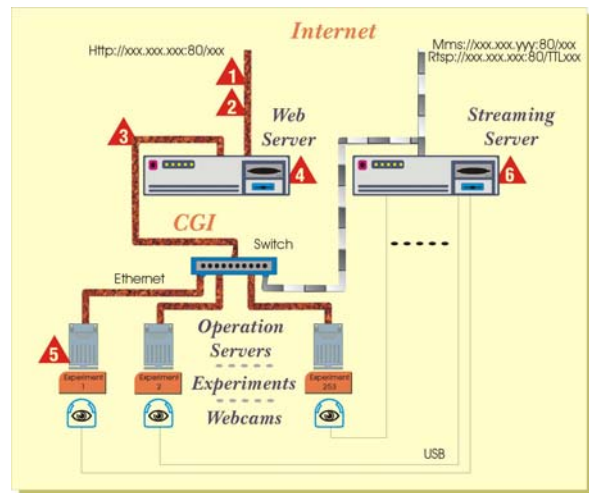 Internet
Http://xxx.xxx.xxx:80/xxx
Mms://xxx.xxx.yyy:80/xxx
Rtsp://xxx.xxx.xxx:80/TTLxxx
1
2
Web
Server
Streaming
Server
3
4
6
CGI
Switch
Ethernet
5
Operation
Servers
Experiment
1
Experiment
2
Experiments
Experiment
253
Webcams
USB